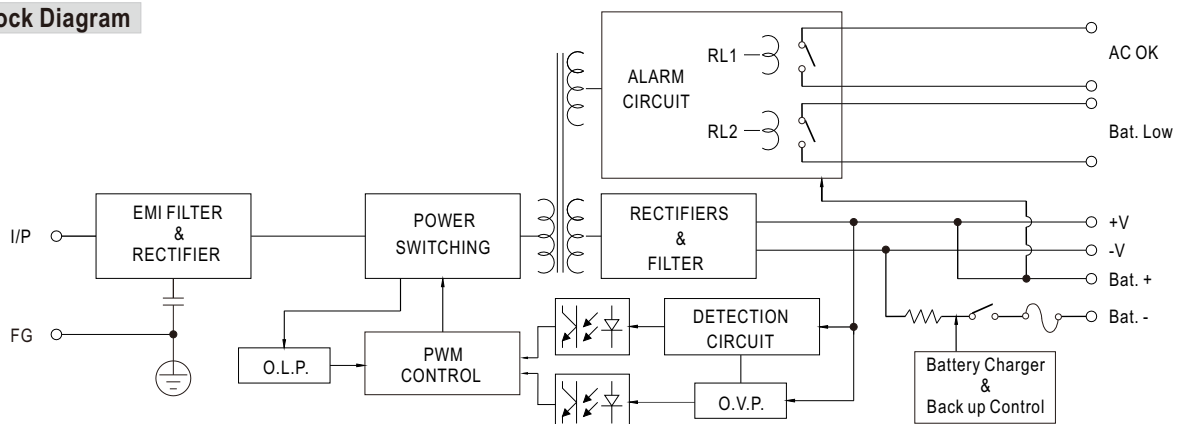 ock Diagram
RL1
ALARM
CIRCUIT
RL2
AC OK
Bat. Low
I/P
EMI FILTER
&
RECTIFIER
POWER
SWITCHING
RECTIFIERS
&
FILTER
+V
-V
Bat. +
Bat. -
FG
O.L.P.
PWM
CONTROL
DETECTION
CIRCUIT
O.V.P.
Battery Charger
&
Back up Control